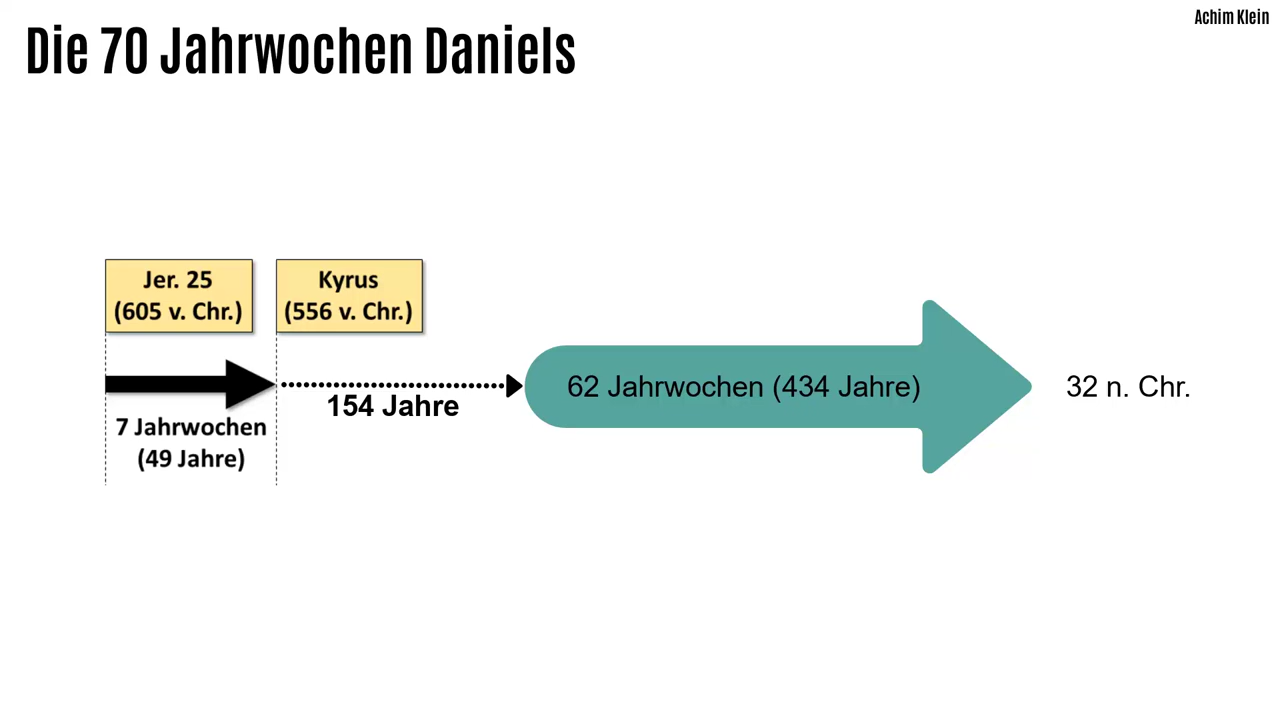 Achim Klein
Die 70 Jahrwochen Daniels
Jer. 25
(605 v. Chr.)
Kyrus
(556 v. Chr.)
7 Jahrwochen
(49 Jahre)
154 Jahre
62 Jahrwochen (434 Jahre)
32 n. Chr.